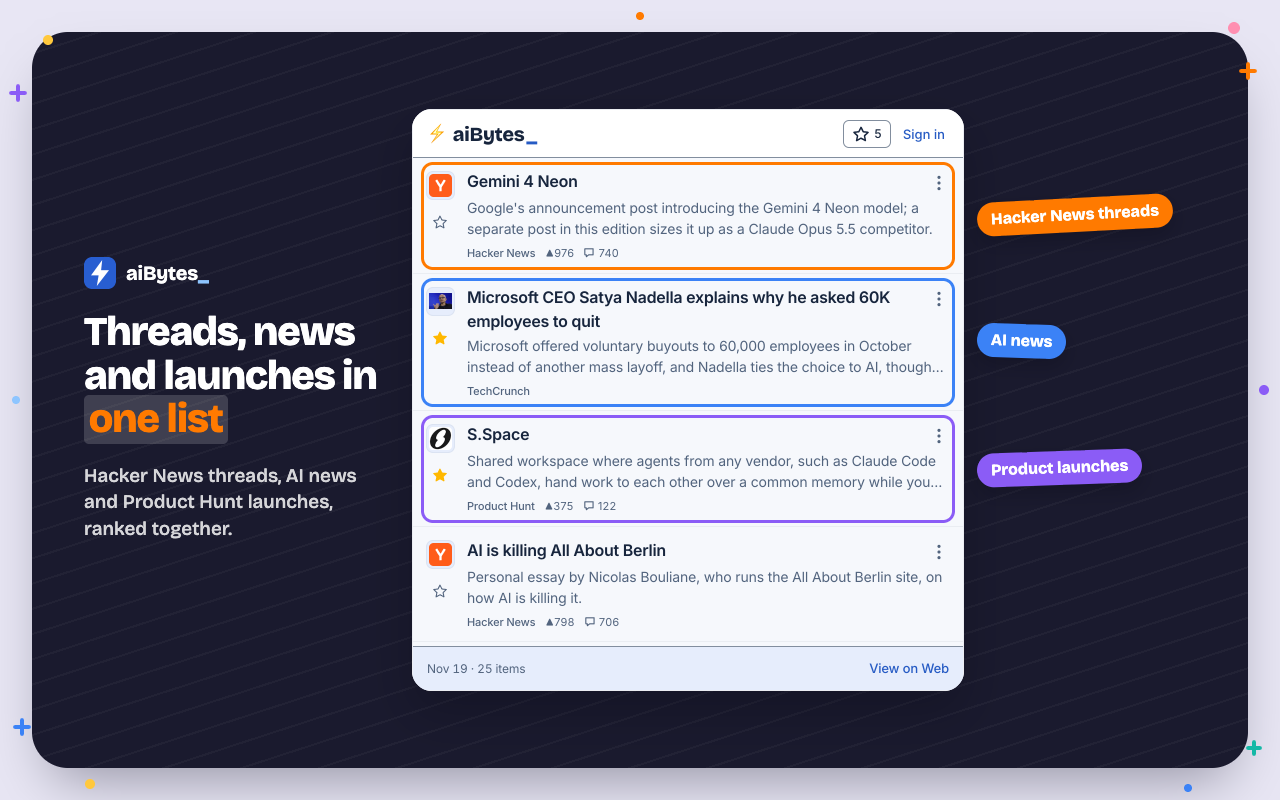 aiBytes_
Threads, news
and launches in
one list
Hacker News threads, AI news
and Product Hunt launches,
ranked together.
aiBytes_
5
Sign in
Gemini 4 Neon
Google's announcement post introducing the Gemini 4 Neon model; a
separate post in this edition sizes it up as a Claude Opus 5.5 competitor.
Hacker News ▲976 740
Microsoft CEO Satya Nadella explains why he asked 60K
employees to quit
Microsoft offered voluntary buyouts to 60,000 employees in October
instead of another mass layoff, and Nadella ties the choice to AI, though...
TechCrunch
S.Space
Shared workspace where agents from any vendor, such as Claude Code
and Codex, hand work to each other over a common memory while you...
Product Hunt ▲375 122
Y
AI is killing All About Berlin
Personal essay by Nicolas Bouliane, who runs the All About Berlin site, on
how AI is killing it.
Hacker News ▲798 706
Nov 19 · 25 items
View on Web
Hacker News threads
AI news
Product launches